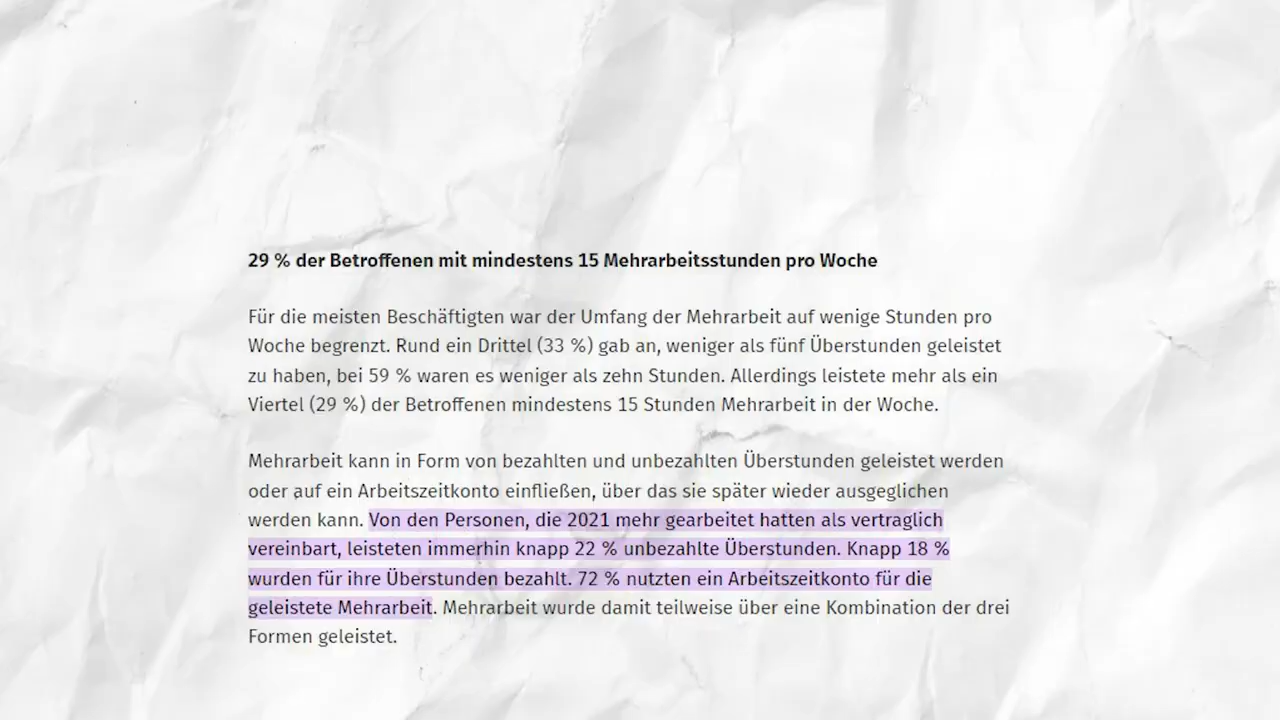 29 % der Betroffenen mit mindestens 15 Mehrarbeitsstunden pro Woche
Für die meisten Beschäftigten war der Umfang der Mehrarbeit auf wenige Stunden pro
Woche begrenzt. Rund ein Drittel (33 %) gab an, weniger als fünf Überstunden geleistet
zu haben, bei 59 % waren es weniger als zehn Stunden. Allerdings leistete mehr als ein
Viertel (29 %) der Betroffenen mindestens 15 Stunden Mehrarbeit in der Woche.
Mehrarbeit kann in Form von bezahlten und unbezahlten Überstunden geleistet werden
oder auf ein Arbeitszeitkonto einfließen, über das sie später wieder ausgeglichen
werden kann. Von den Personen, die 2021 mehr gearbeitet hatten als vertraglich
vereinbart, leisteten immerhin knapp 22 % unbezahlte Überstunden. Knapp 18 %
wurden für ihre Überstunden bezahlt. 72 % nutzten ein Arbeitszeitkonto für die
geleistete Mehrarbeit. Mehrarbeit wurde damit teilweise über eine Kombination der drei
Formen geleistet.